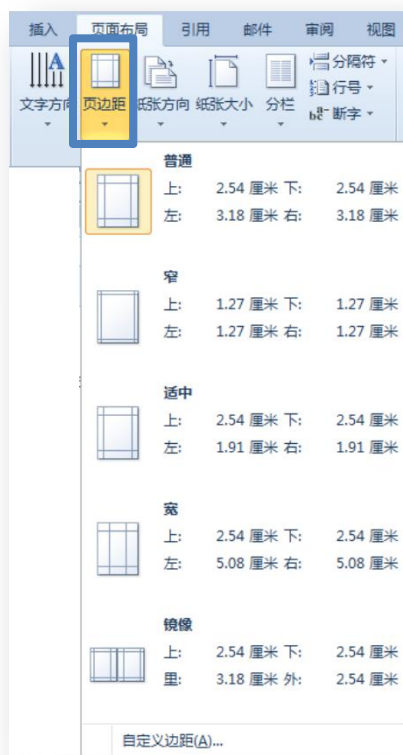 插入 页面布局 引用 邮件 审阅 视图
文字方向 页边距 纸张方向 纸张大小 分栏
分隔符
行号
断字
普通
上: 2.54 厘米 下: 2.54 厘米
左: 3.18 厘米 右: 3.18 厘米
窄
上: 1.27 厘米 下: 1.27 厘米
左: 1.27 厘米 右: 1.27 厘米
适中
上: 2.54 厘米 下: 2.54 厘米
左: 1.91 厘米 右: 1.91 厘米
宽
上: 2.54 厘米 下: 2.54 厘米
左: 5.08 厘米 右: 5.08 厘米
镜像
上: 2.54 厘米 下: 2.54 厘米
里: 3.18 厘米 外: 2.54 厘米
自定义边距(A)...